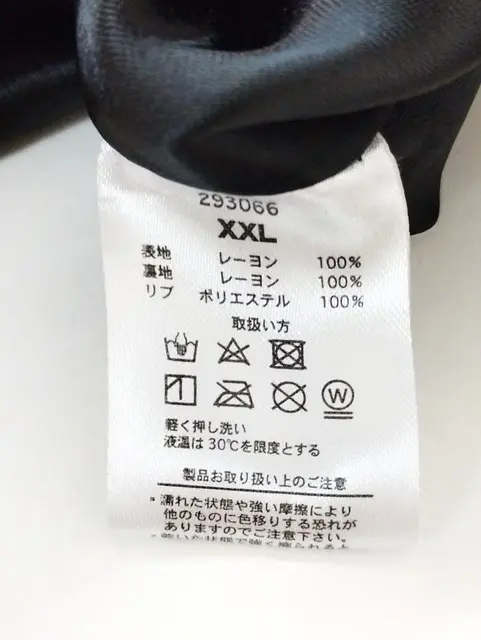 293066
XXL
表地 レーヨン 100%
裏地 レーヨン 100%
リブ ポリエステル 100%
取扱い方
W
軽く押し洗い
液温は30℃を限度とする
製品お取り扱い上のご注意
・濡れた状態や強い摩擦により
他のものに色移りする恐れが
ありますのでご注意下さい。